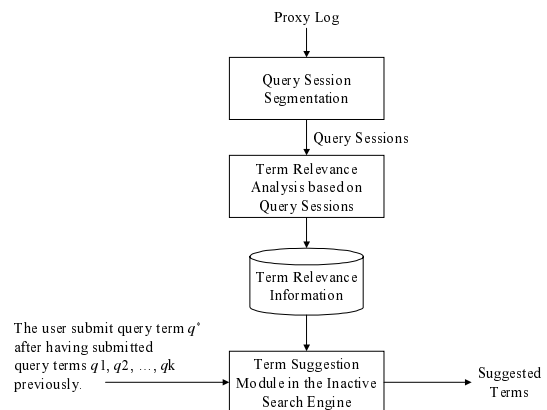 Proxy Log
Query Session
Segmentation
Query Sessions
Term Relevance
Analysis based on
Query Sessions
Term Relevance
Information
The user submit query term q*
after having submitted
query terms q1, q2, ..., qk
previously.
Term Suggestion
Module in the Inactive
Search Engine
Suggested
Terms